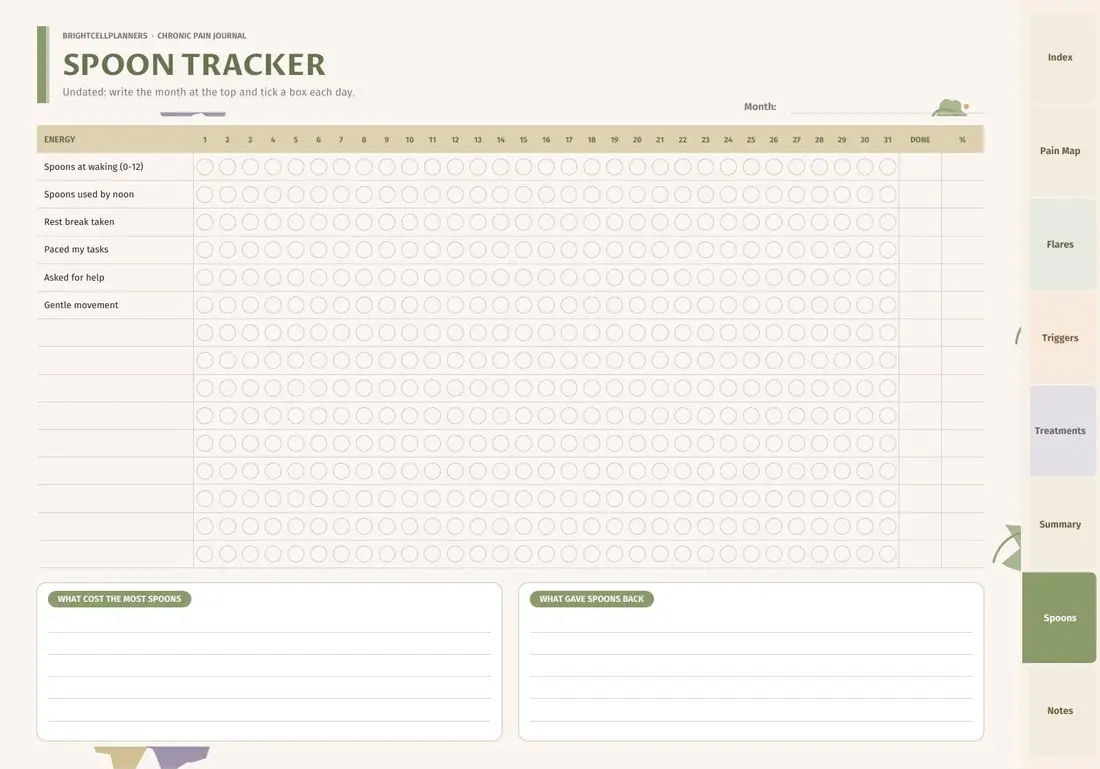 BRIGHTCELLPLANNERS · CHRONIC PAIN JOURNAL
SPOON TRACKER
Undated: write the month at the top and tick a box each day.
Month:
ENERGY 1 2 3 4 5 6 7 8 9 10 11 12 13 14 15 16 17 18 19 20 21 22 23 24 25 26 27 28 29 30 31 DONE %
Spoons at waking (0-12)
Spoons used by noon
Rest break taken
Paced my tasks
Asked for help
Gentle movement
WHAT COST THE MOST SPOONS
WHAT GAVE SPOONS BACK
Index
Pain Map
Flares
Triggers
Treatments
Summary
Spoons
Notes